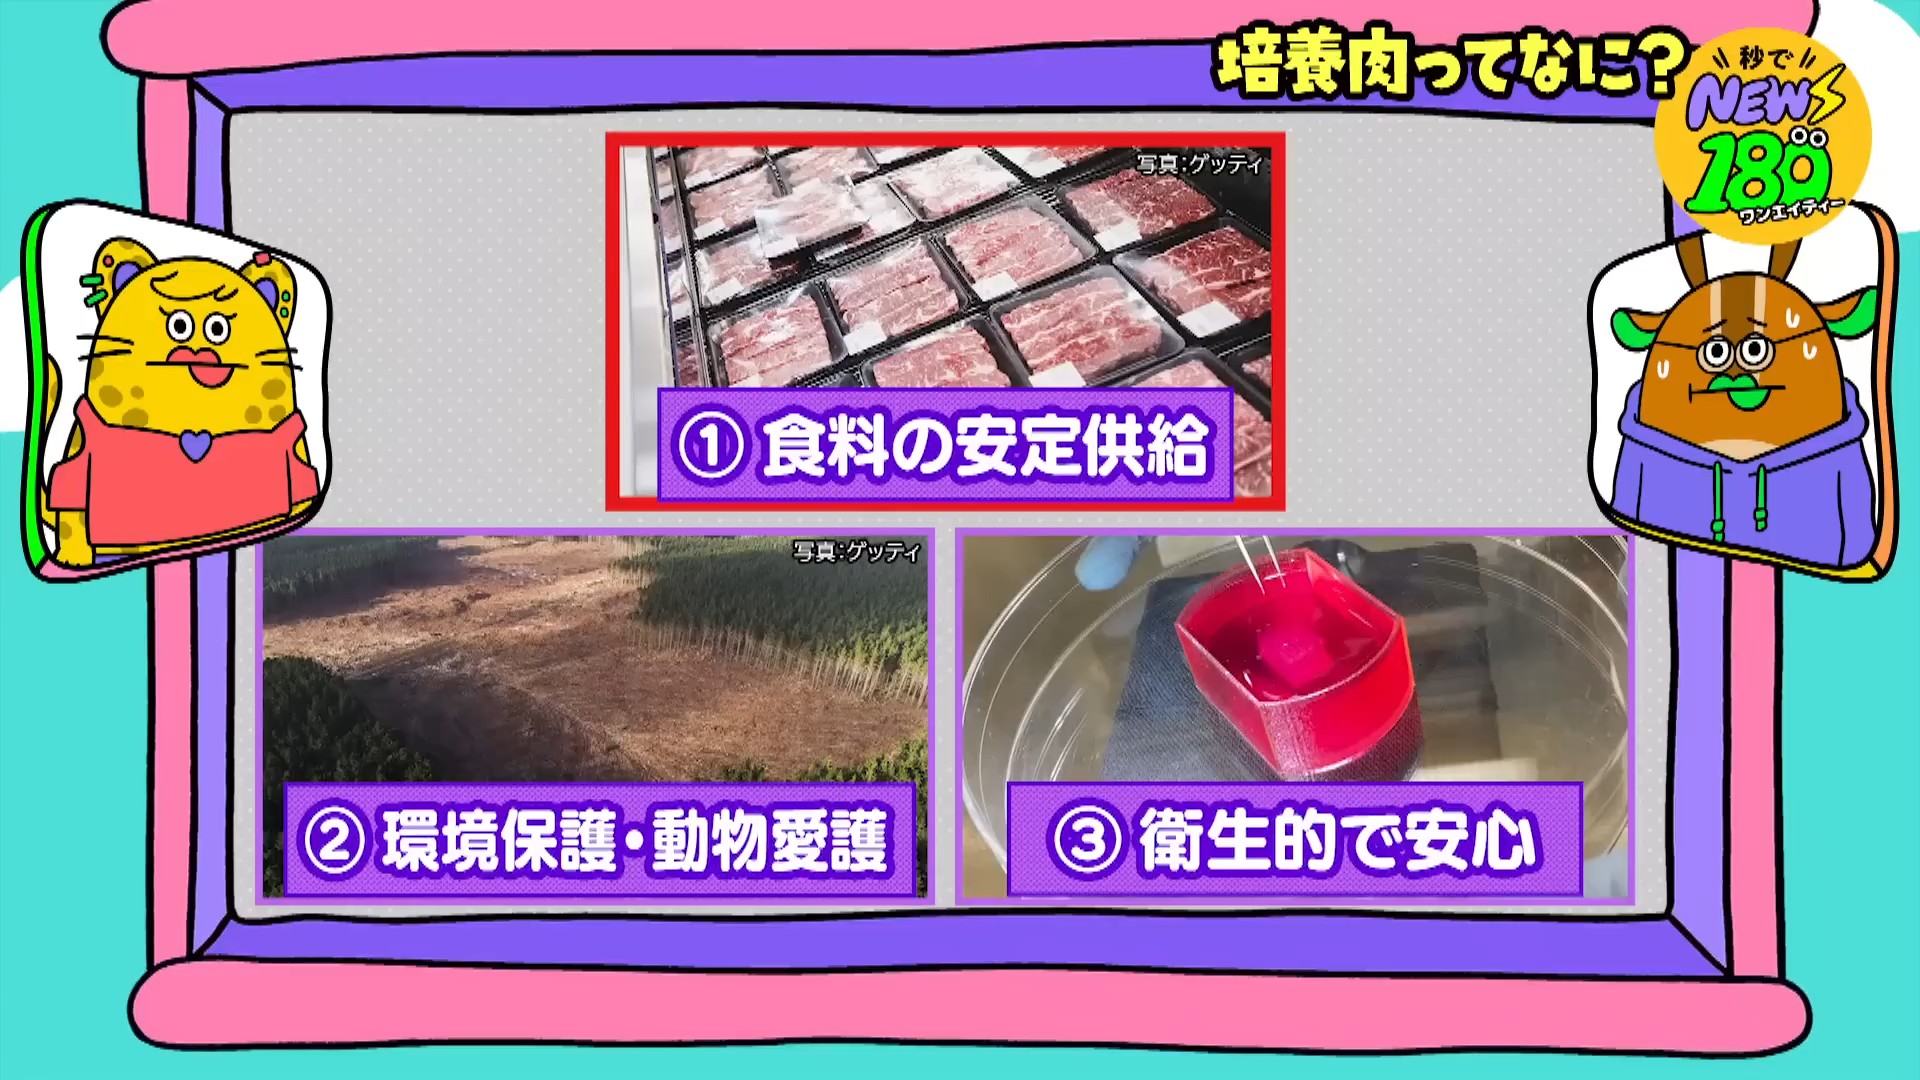 培養肉ってなに?
秒で
NEWS
180
ワンエイティー
写真:ゲッティ
① 食料の安定供給
写真:ゲッティ
② 環境保護・動物愛護
③ 衛生的で安心